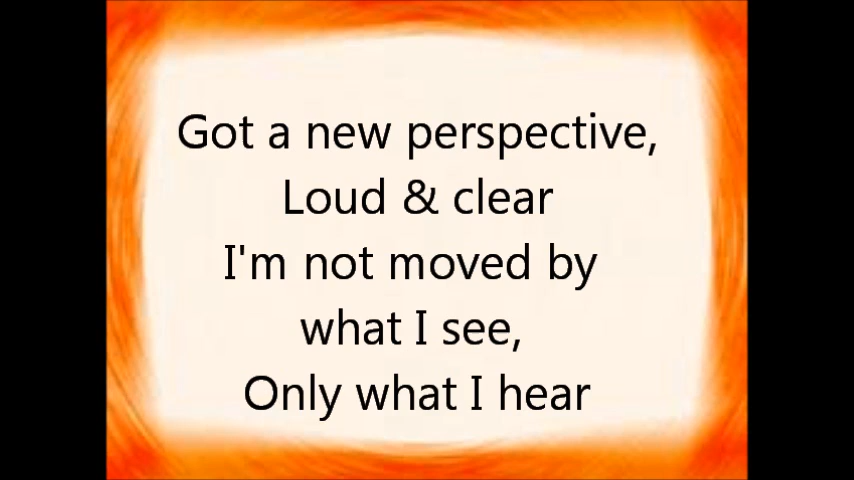 Got a new perspective,
Loud & clear
I'm not moved by
what I see,
Only what I hear